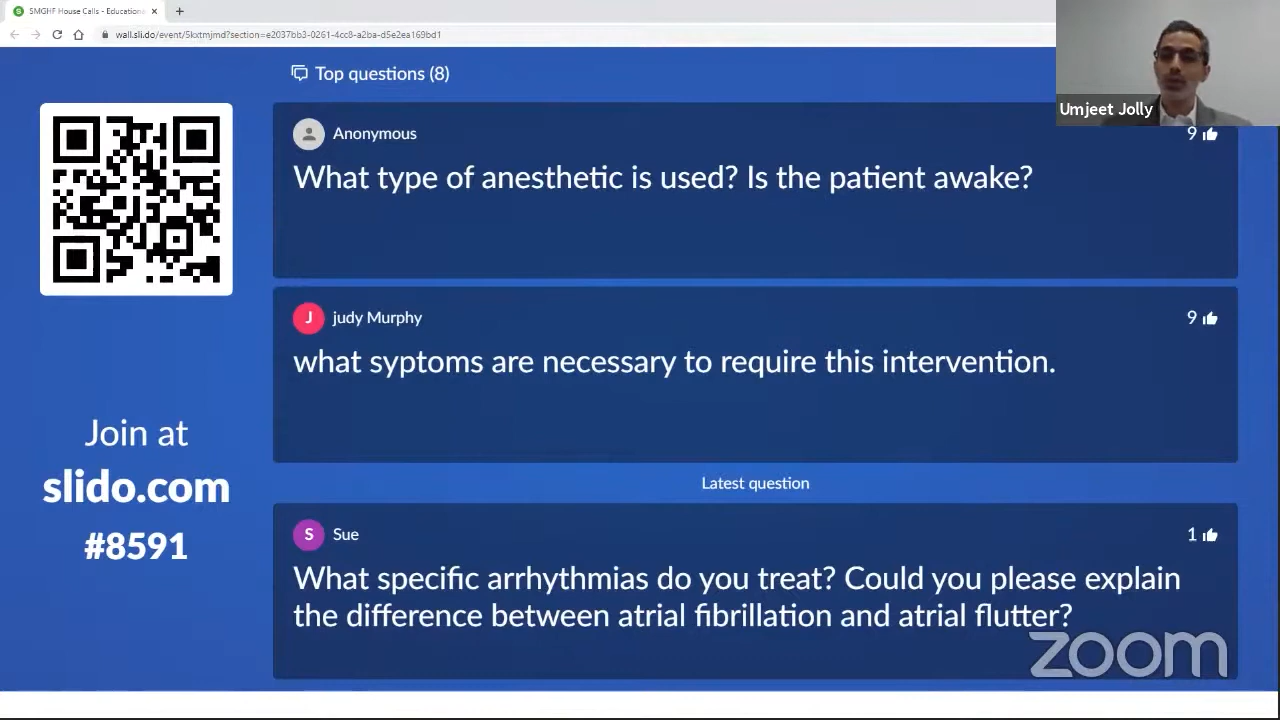 SMGHF House Calls - Educationa
wall.sli.do/event/5kxtmjmd?section=e2037bb3-0261-4cc8-a2ba-d5e2ea169bd1
Umjeet Jolly
Top questions (8)
Anonymous
9
What type of anesthetic is used? Is the patient awake?
J
judy Murphy
9
what syptoms are necessary to require this intervention.
Latest question
S
Sue
1
What specific arrhythmias do you treat? Could you please explain
the difference between atrial fibrillation and atrial flutter?
Join at
slido.com
#8591
zoom